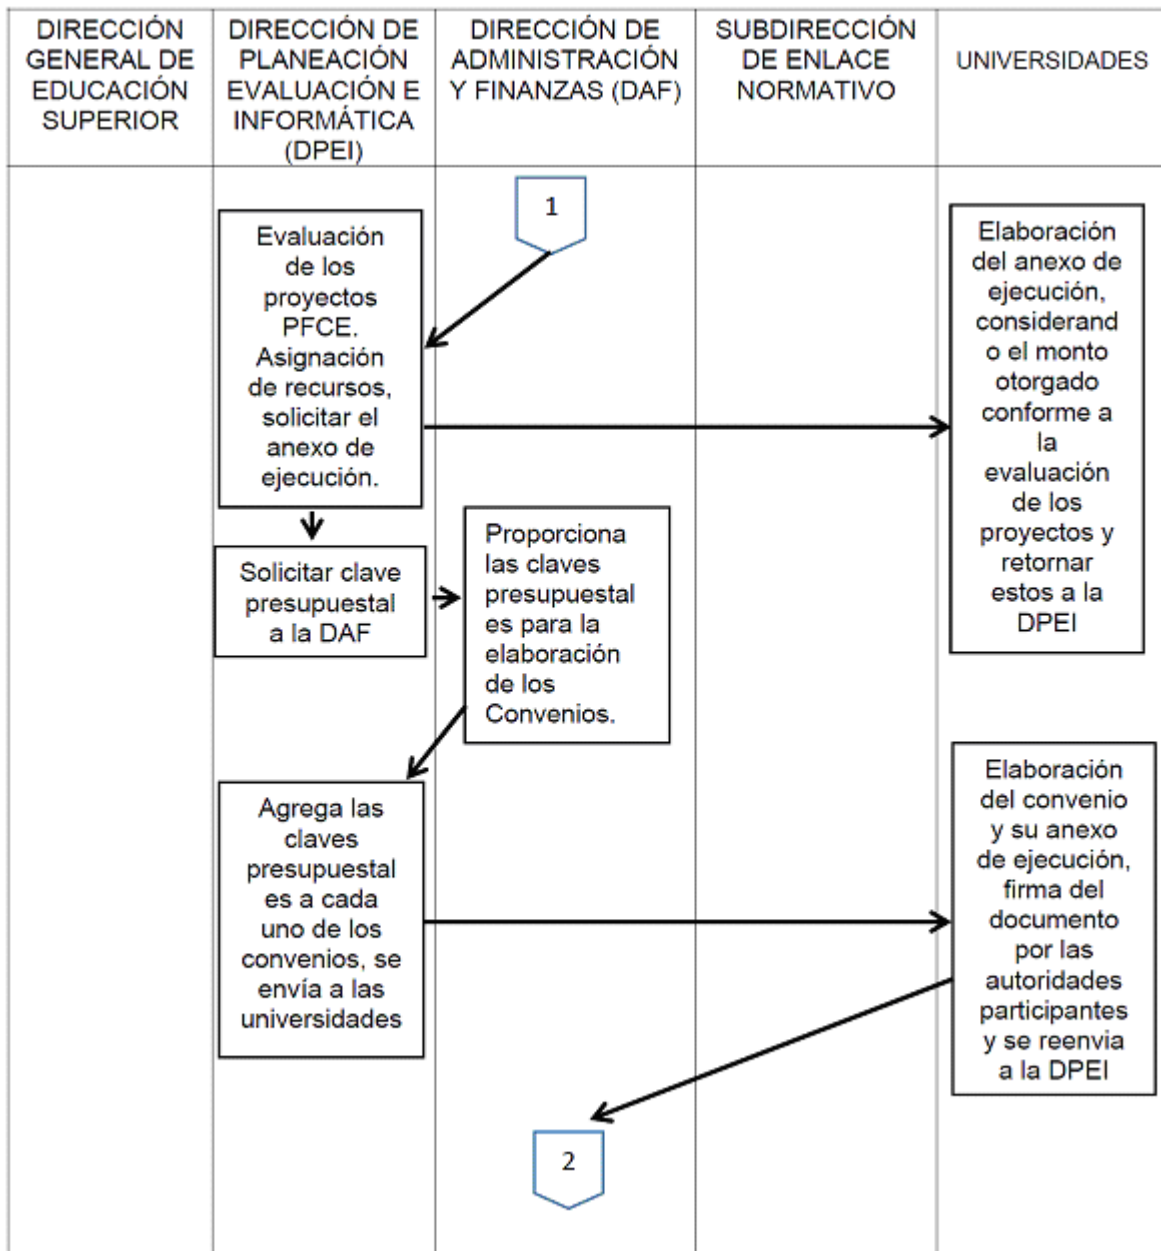 DIRECCIÓN
GENERAL DE
EDUCACIÓN
SUPERIOR
DIRECCIÓN DE
PLANEACIÓN
EVALUACIÓN E
INFORMÁTICA
(DPEI)
DIRECCIÓN DE
ADMINISTRACIÓN
Y FINANZAS (DAF)
SUBDIRECCIÓN
DE ENLACE
NORMATIVO
UNIVERSIDADES
1
Evaluación
de los
proyectos
PFCE.
Asignación
de recursos,
solicitar el
anexo de
ejecución.
Elaboración
del anexo de
ejecución,
considerand
o el monto
otorgado
conforme a
la
evaluación
de los
proyectos y
retornar
estos a la
DPEI
Solicitar clave
presupuestal
a la DAF
Proporciona
las claves
presupuestal
es para la
elaboración
de los
Convenios.
Agrega las
claves
presupuestal
es a cada
uno de los
convenios, se
envía a las
universidades
Elaboración
del convenio
y su anexo
de ejecución,
firma del
documento
por las
autoridades
participantes
y se reenvia
a la DPEI
2